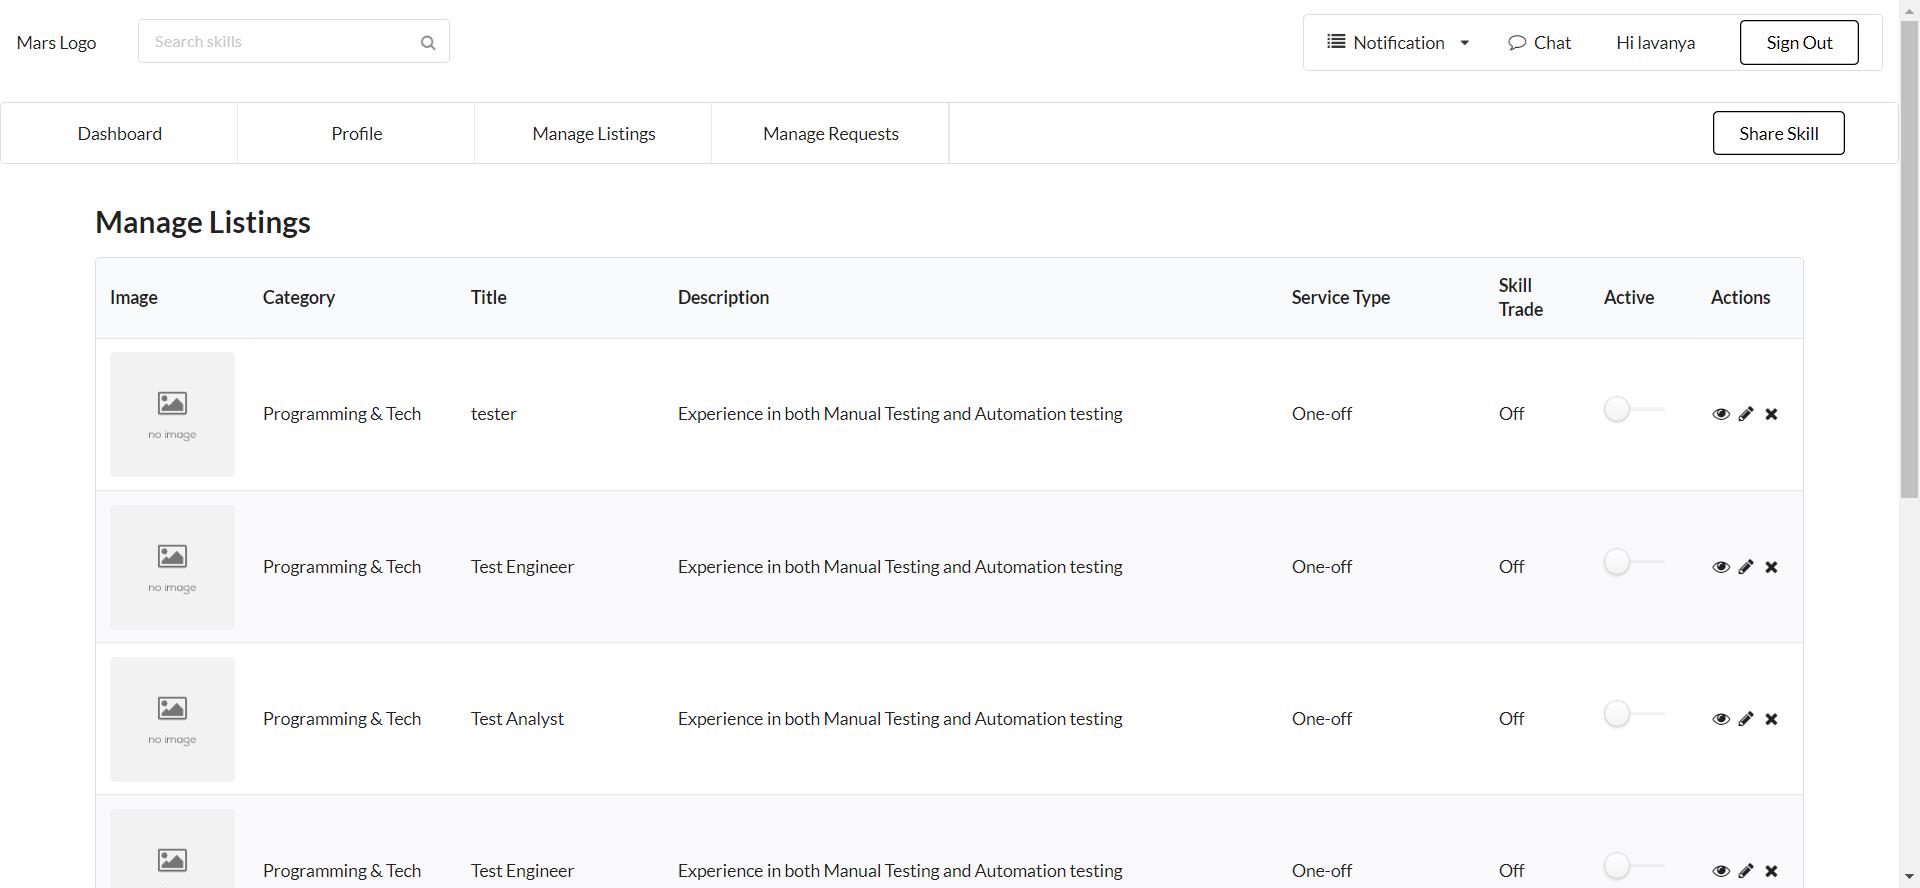 Mars Logo
Search skills
Notification
Chat
Hi lavanya
Sign Out
Dashboard
Profile
Manage Listings
Manage Requests
Share Skill
Manage Listings
Image
Category
Title
Description
Service Type
Skill
Trade
Active
Actions
no image
Programming & Tech
tester
Experience in both Manual Testing and Automation testing
One-off
Off
no image
Programming & Tech
Test Engineer
Experience in both Manual Testing and Automation testing
One-off
Off
no image
Programming & Tech
Test Analyst
Experience in both Manual Testing and Automation testing
One-off
Off
Programming & Tech
Test Engineer
Experience in both Manual Testing and Automation testing
One-off
Off